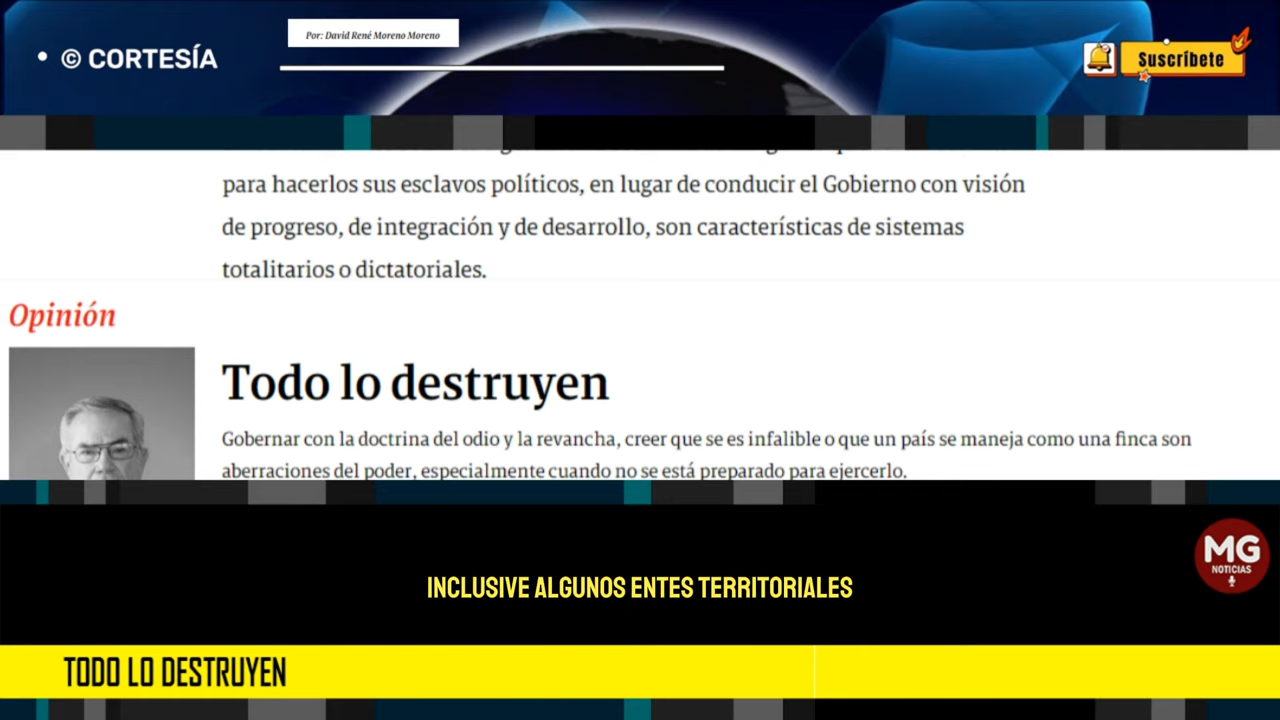 Por: David René Moreno Moreno
• © CORTESÍA
Suscríbete
para hacerlos sus esclavos políticos, en lugar de conducir el Gobierno con visión
de progreso, de integración y de desarrollo, son características de sistemas
totalitarios o dictatoriales.
Opinión
Todo lo destruyen
Gobernar con la doctrina del odio y la revancha, creer que se es infalible o que un país se maneja como una finca son
aberraciones del poder, especialmente cuando no se está preparado para ejercerlo.
MG
NOTICIAS
INCLUSIVE ALGUNOS ENTES TERRITORIALES
TODO LO DESTRUYEN